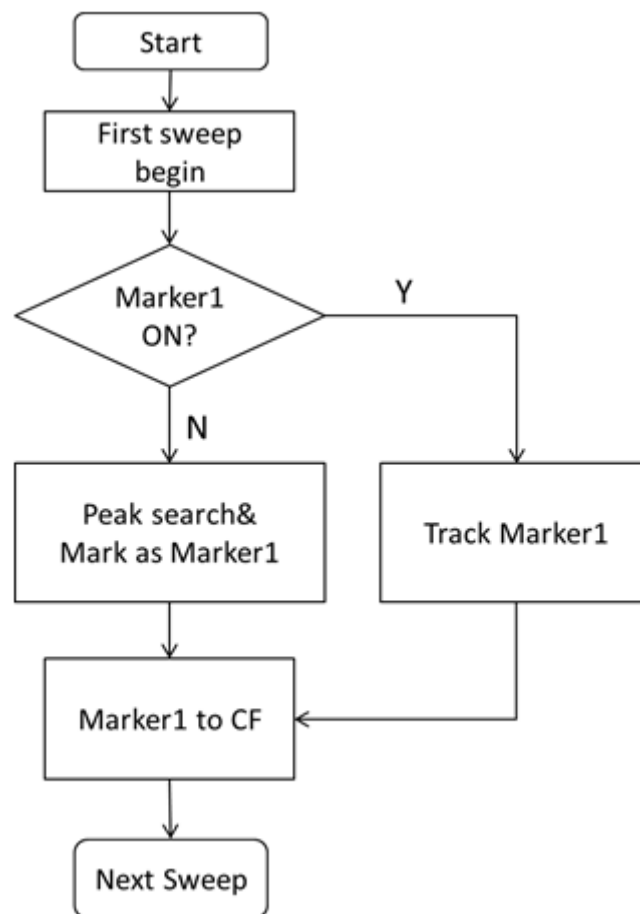 Start
First sweep
begin
Marker1
ON?
Y
N
Peak search&
Mark as Marker1
Track Marker1
Marker1 to CF
Next Sweep